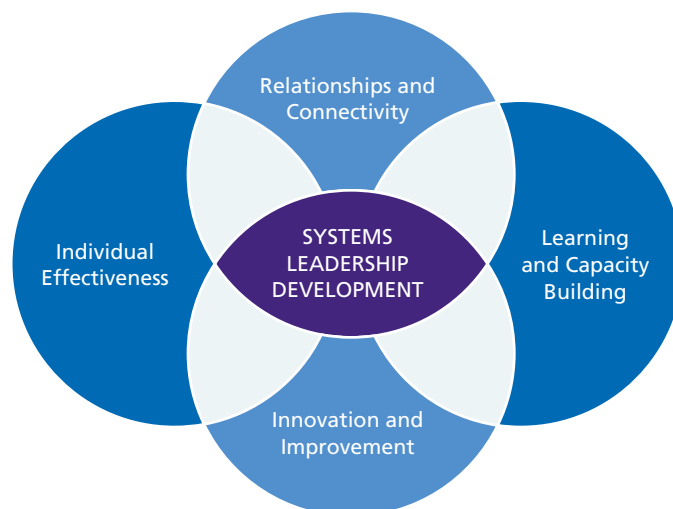 Relationships and
Connectivity
Individual
Effectiveness
SYSTEMS
LEADERSHIP
DEVELOPMENT
Learning
and Capacity
Building
Innovation and
Improvement